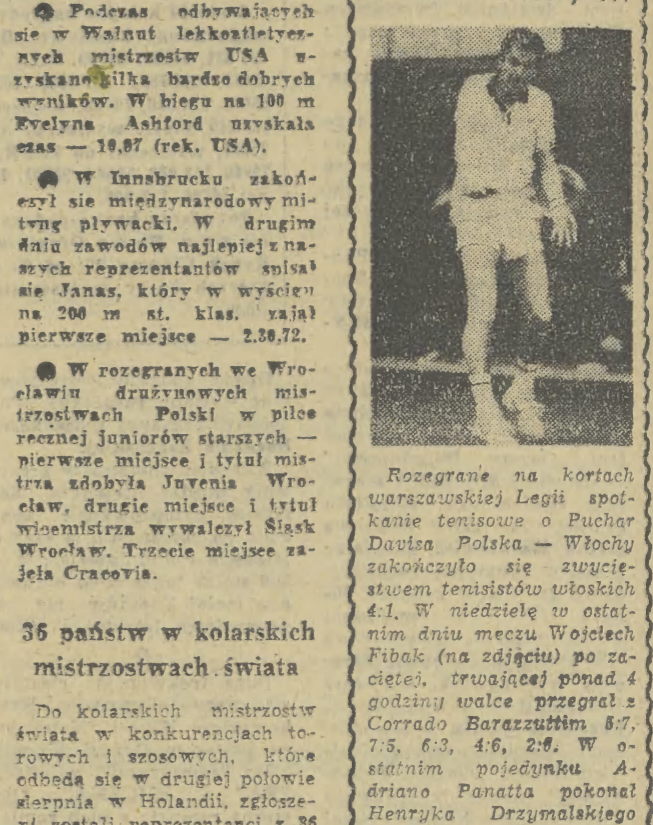 ● Podczas odbywających
się w Walnut lekkoatletycz-
nych mistrzostw USA u-
zyskano kilka bardzo dobrych
wyników. W biegu na 100 m
Evelyna Ashford uzyskała
czas — 10,97 (rek. USA).
● W Innsbrucku zakoń-
czył się międzynarodowy mi-
tyng pływacki. W drugim
dniu zawodów najlepiej z na-
szych reprezentantów spisał
się Janas, który w wyścigu
na 200 m st. klas. zajął
pierwsze miejsce — 2.30,72.
● W rozegranych we Wro-
cławiu drużynowych mis-
trzostwach Polski w piłce
ręcznej juniorów starszych —
pierwsze miejsce i tytuł mis-
trza zdobyła Juvenia Wro-
cław, drugie miejsce i tytuł
wicemistrza wywalczył Śląsk
Wrocław. Trzecie miejsce za-
jęła Cracovia.
36 państw w kolarskich
mistrzostwach świata
Do kolarskich mistrzostw
świata w konkurencjach to-
rowych i szosowych, które
odbędą się w drugiej połowie
sierpnia w Holandii, zgłosze-
ni zostali reprezentanci z 36
Rozegrane na kortach
warszawskiej Legii spot-
kanie tenisowe o Puchar
Davisa Polska — Włochy
zakończyło się zwycię-
stwem tenisistów włoskich
4:1. W niedzielę w ostat-
nim dniu meczu Wojciech
Fibak (na zdjęciu) po za-
ciętej, trwającej ponad 4
godziny walce przegrał z
Corrado Barazzuttim 5:7,
7:5, 6:3, 4:6, 2:6. W o-
statnim pojedynku A-
driano Panatta pokonał
Henryka Drzymalskiego